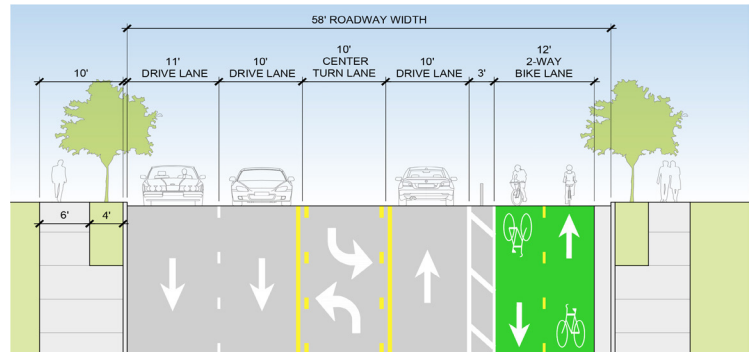 58' ROADWAY WIDTH
10'
11'
DRIVE LANE
10'
DRIVE LANE
10'
CENTER
TURN LANE
10'
DRIVE LANE
3'
12'
2-WAY
BIKE LANE
6'
4'